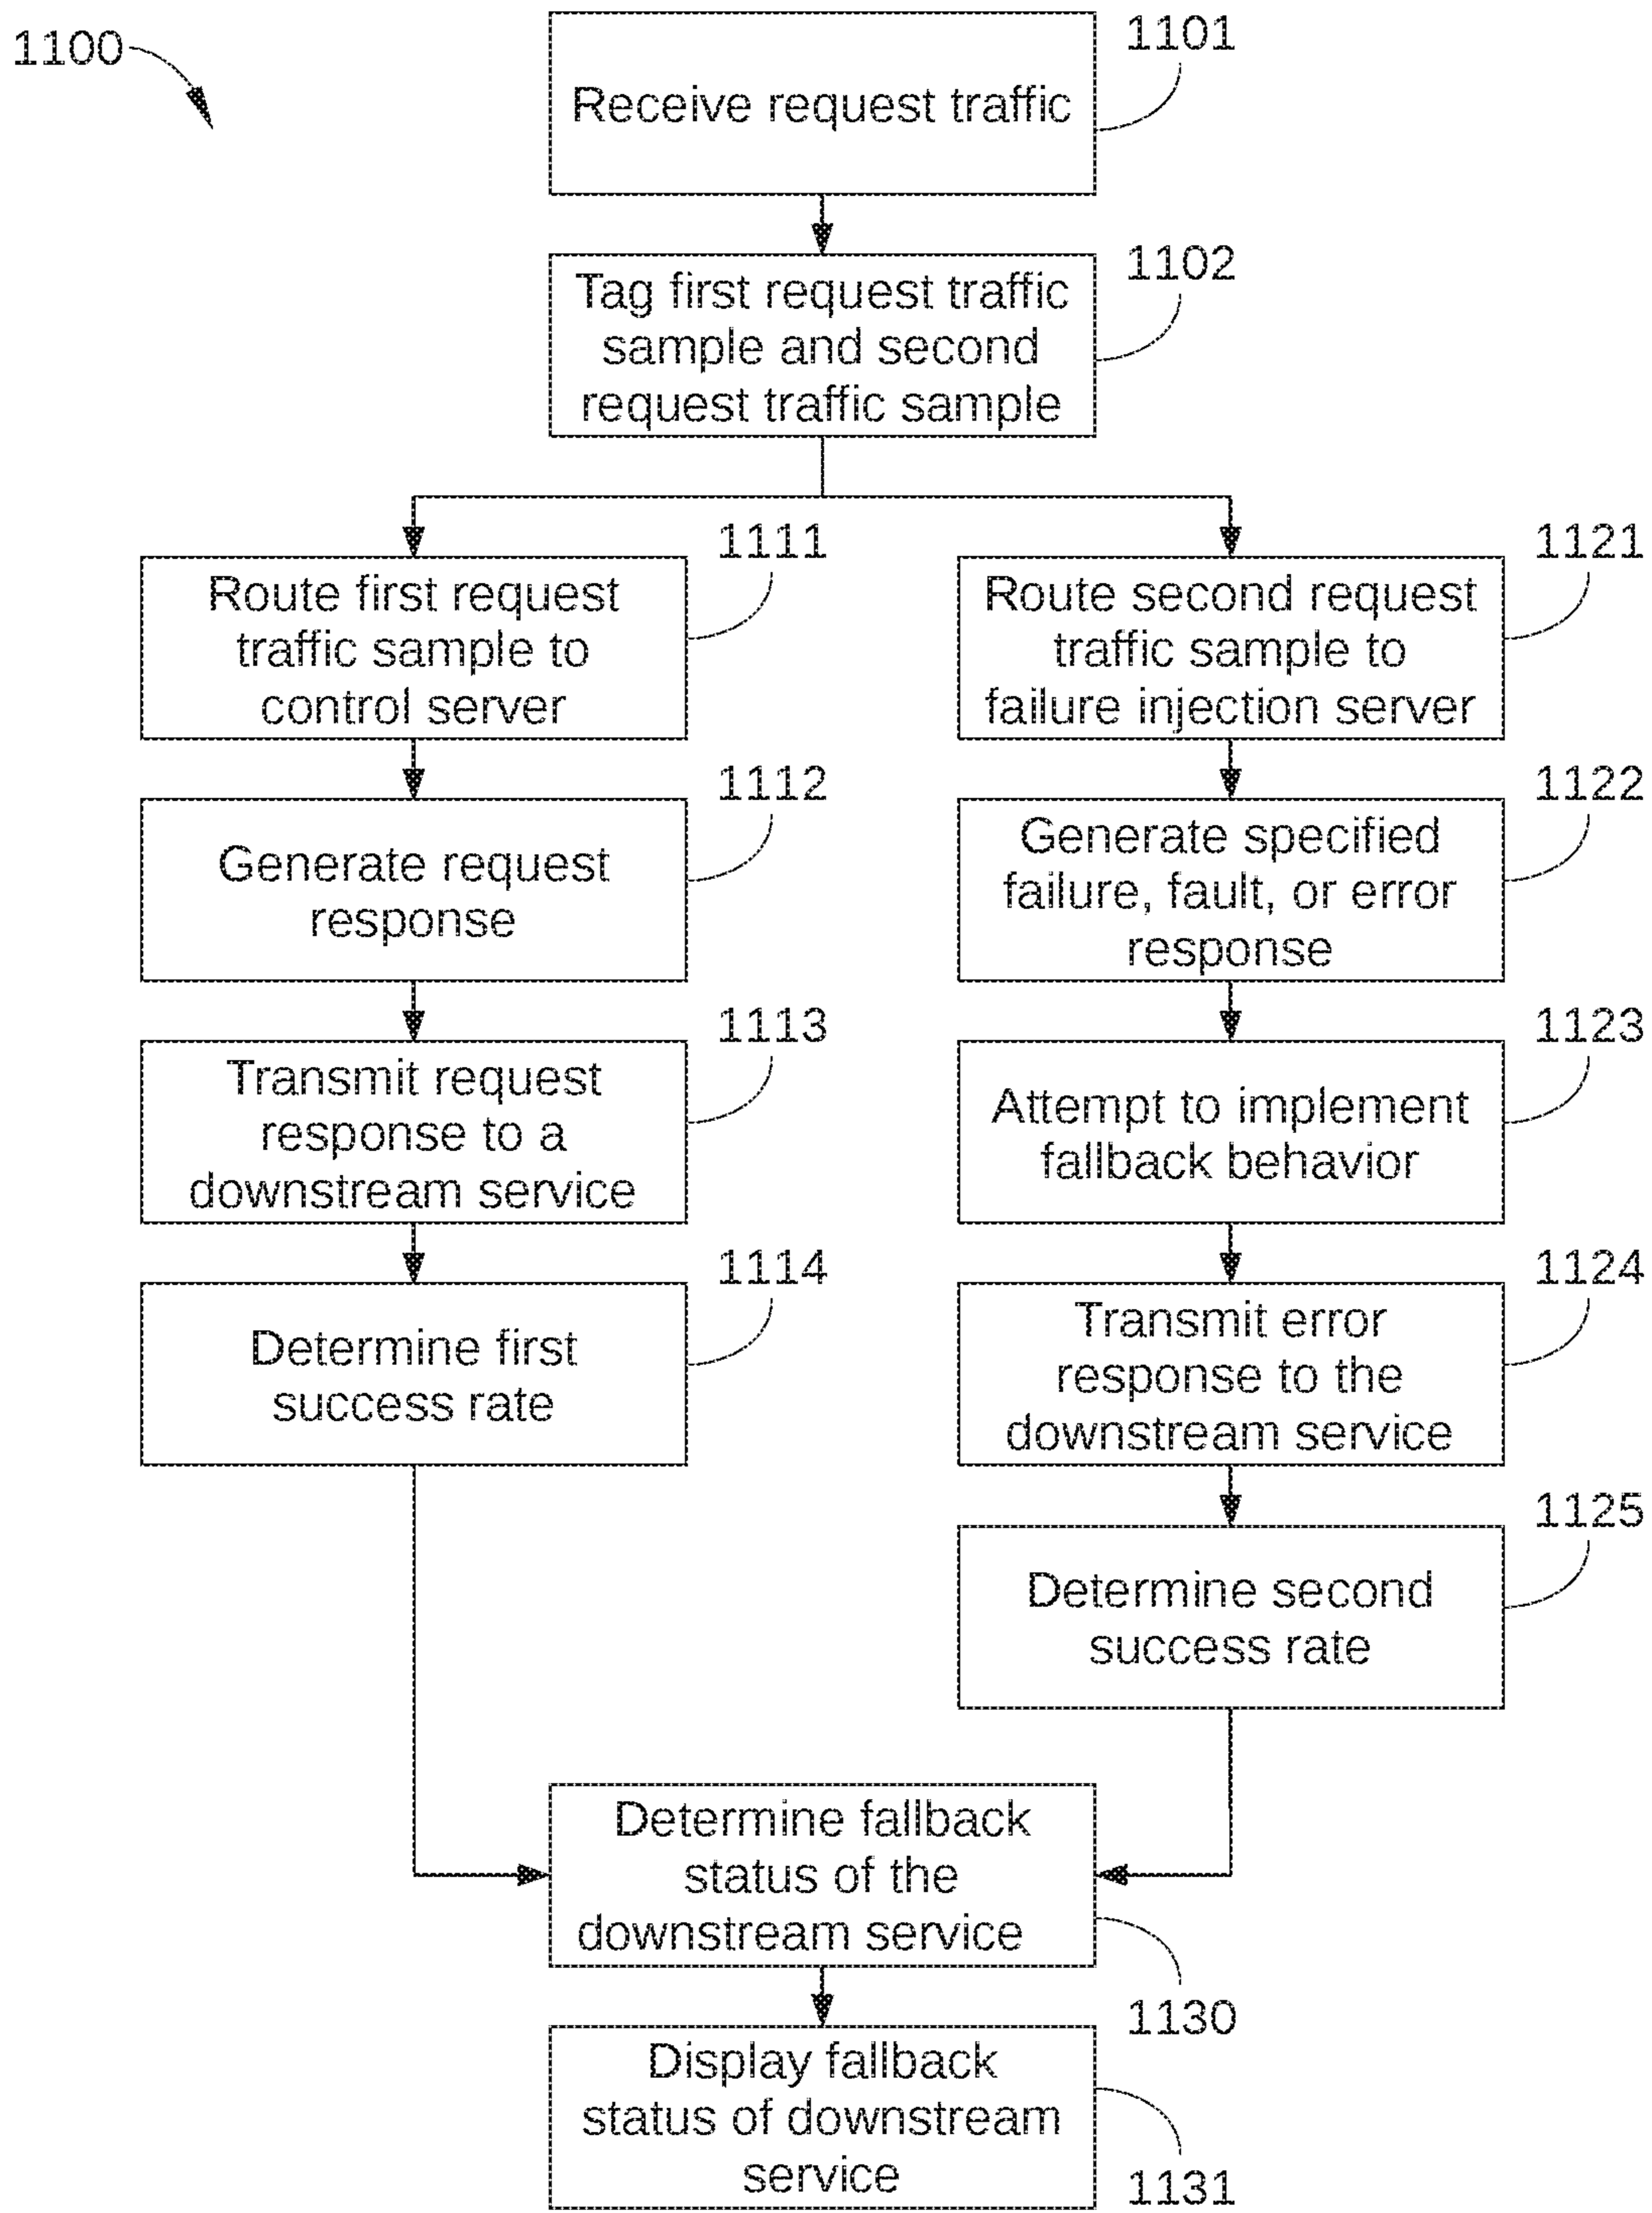 1100
1101
Receive request traffic
1102
Tag first request traffic
sample and second
request traffic sample
1111
Route first request
traffic sample to
control server
1112
Generate request
response
1113
Transmit request
response to a
downstream service
1114
Determine first
success rate
1121
Route second request
traffic sample to
failure injection server
1122
Generate specified
failure, fault, or error
response
1123
Attempt to implement
fallback behavior
1124
Transmit error
response to the
downstream service
1125
Determine second
success rate
Determine fallback
status of the
downstream service
1130
Display fallback
status of downstream
service
1131